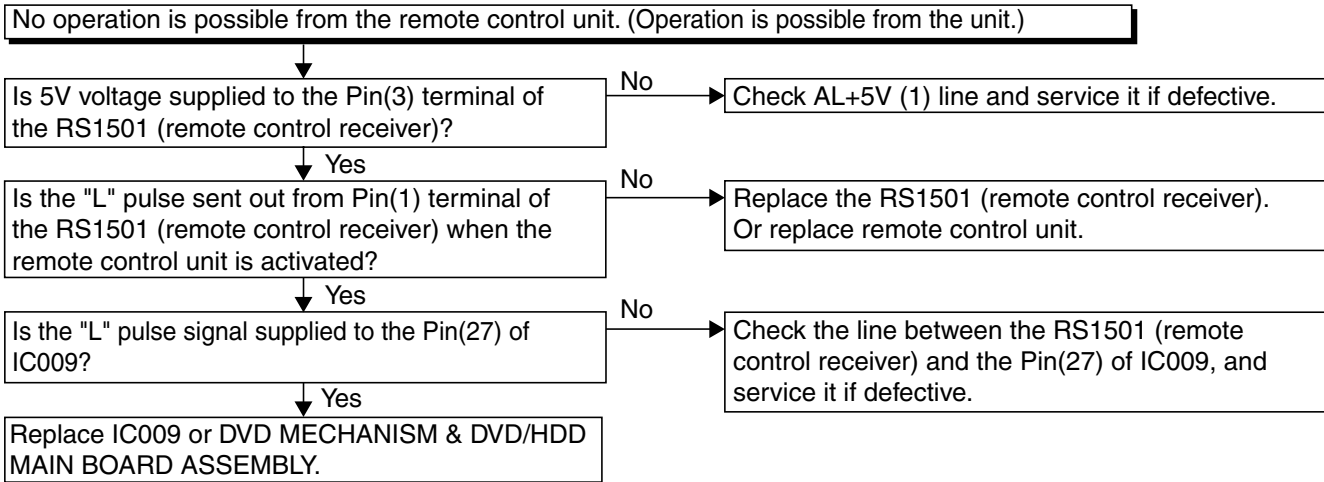 No operation is possible from the remote control unit. (Operation is possible from the unit.)
Is 5V voltage supplied to the Pin(3) terminal of
the RS1501 (remote control receiver)?
No
Check AL+5V (1) line and service it if defective.
Yes
Is the "L" pulse sent out from Pin(1) terminal of
the RS1501 (remote control receiver) when the
remote control unit is activated?
No
Replace the RS1501 (remote control receiver).
Or replace remote control unit.
Yes
Is the "L" pulse signal supplied to the Pin(27) of
IC009?
No
Check the line between the RS1501 (remote
control receiver) and the Pin(27) of IC009, and
service it if defective.
Yes
Replace IC009 or DVD MECHANISM & DVD/HDD
MAIN BOARD ASSEMBLY.